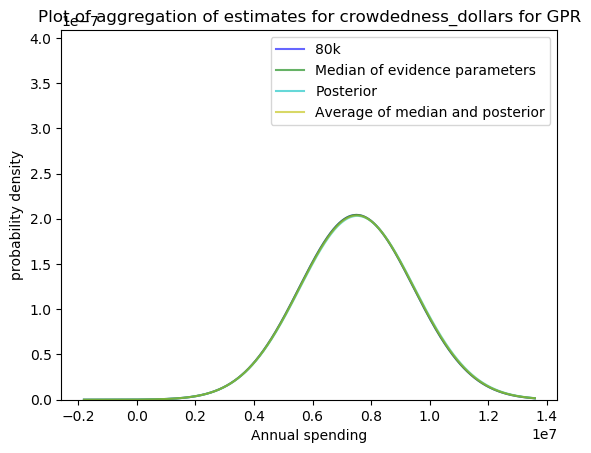 Plot of aggregation of estimates for crowdedness_dollars for GPR
1e−7
4.0
3.5
3.0
2.5
2.0
1.5
1.0
0.5
0.0
probability density
80k
Median of evidence parameters
Posterior
Average of median and posterior
−0.2 0.0 0.2 0.4 0.6 0.8 1.0 1.2 1.4
Annual spending
1e7